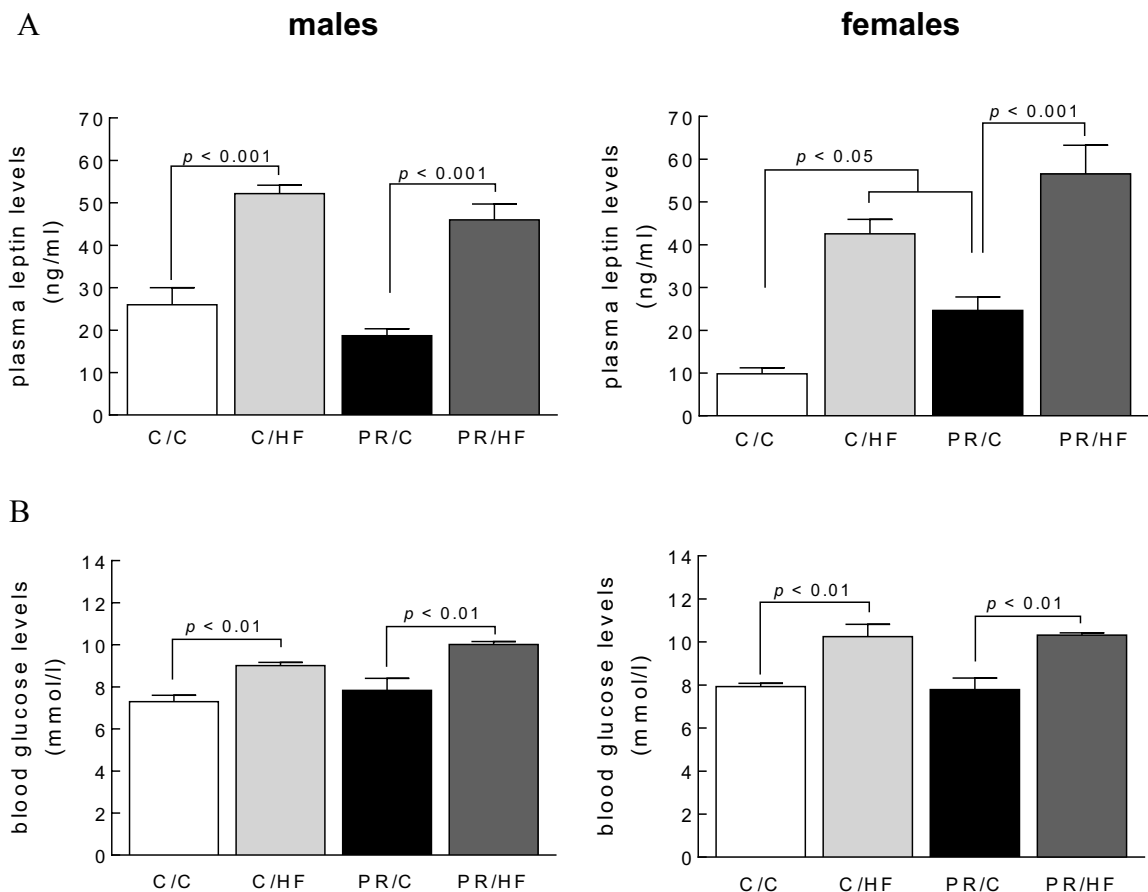 A
males
females
plasma leptin levels
(ng/ml)
70
60
50
40
30
20
10
0
p < 0.001
p < 0.001
C/C
C/HF
PR/C
PR/HF
plasma leptin levels
(ng/ml)
70
60
50
40
30
20
10
0
p < 0.05
p < 0.001
C/C
C/HF
PR/C
PR/HF
B
blood glucose levels
(mmol/l)
14
12
10
8
6
4
2
0
p < 0.01
p < 0.01
C/C
C/HF
PR/C
PR/HF
blood glucose levels
(mmol/l)
14
12
10
8
6
4
2
0
p < 0.01
p < 0.01
C/C
C/HF
PR/C
PR/HF